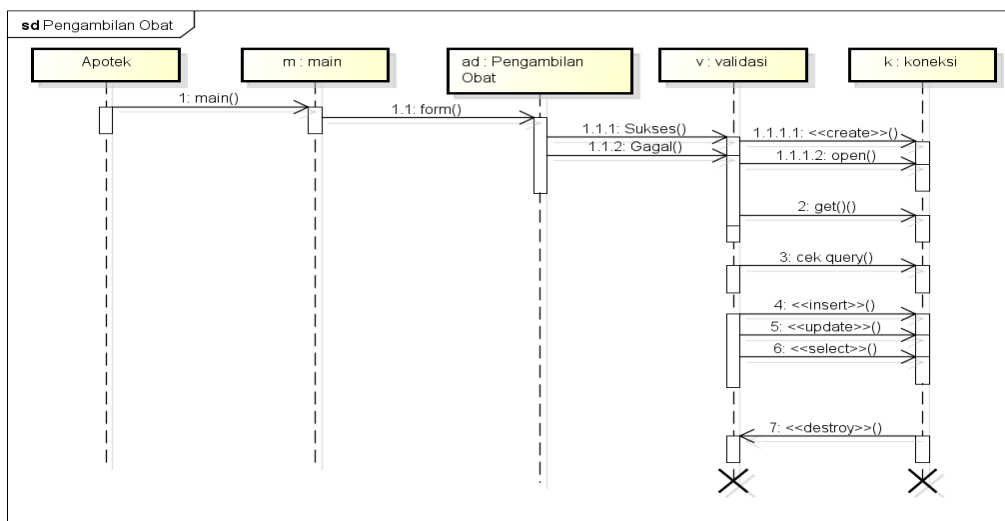 sd Pengambilan Obat
Apotek
m : main
ad : Pengambilan
Obat
v : validasi
k : koneksi
1: main()
1.1: form()
1.1.1: Sukses()
1.1.1.1: <<create>>()
1.1.2: Gagal()
1.1.1.2: open()
2: get()()
3: cek query()
4: <<insert>>()
5: <<update>>()
6: <<select>>()
7: <<destroy>>()